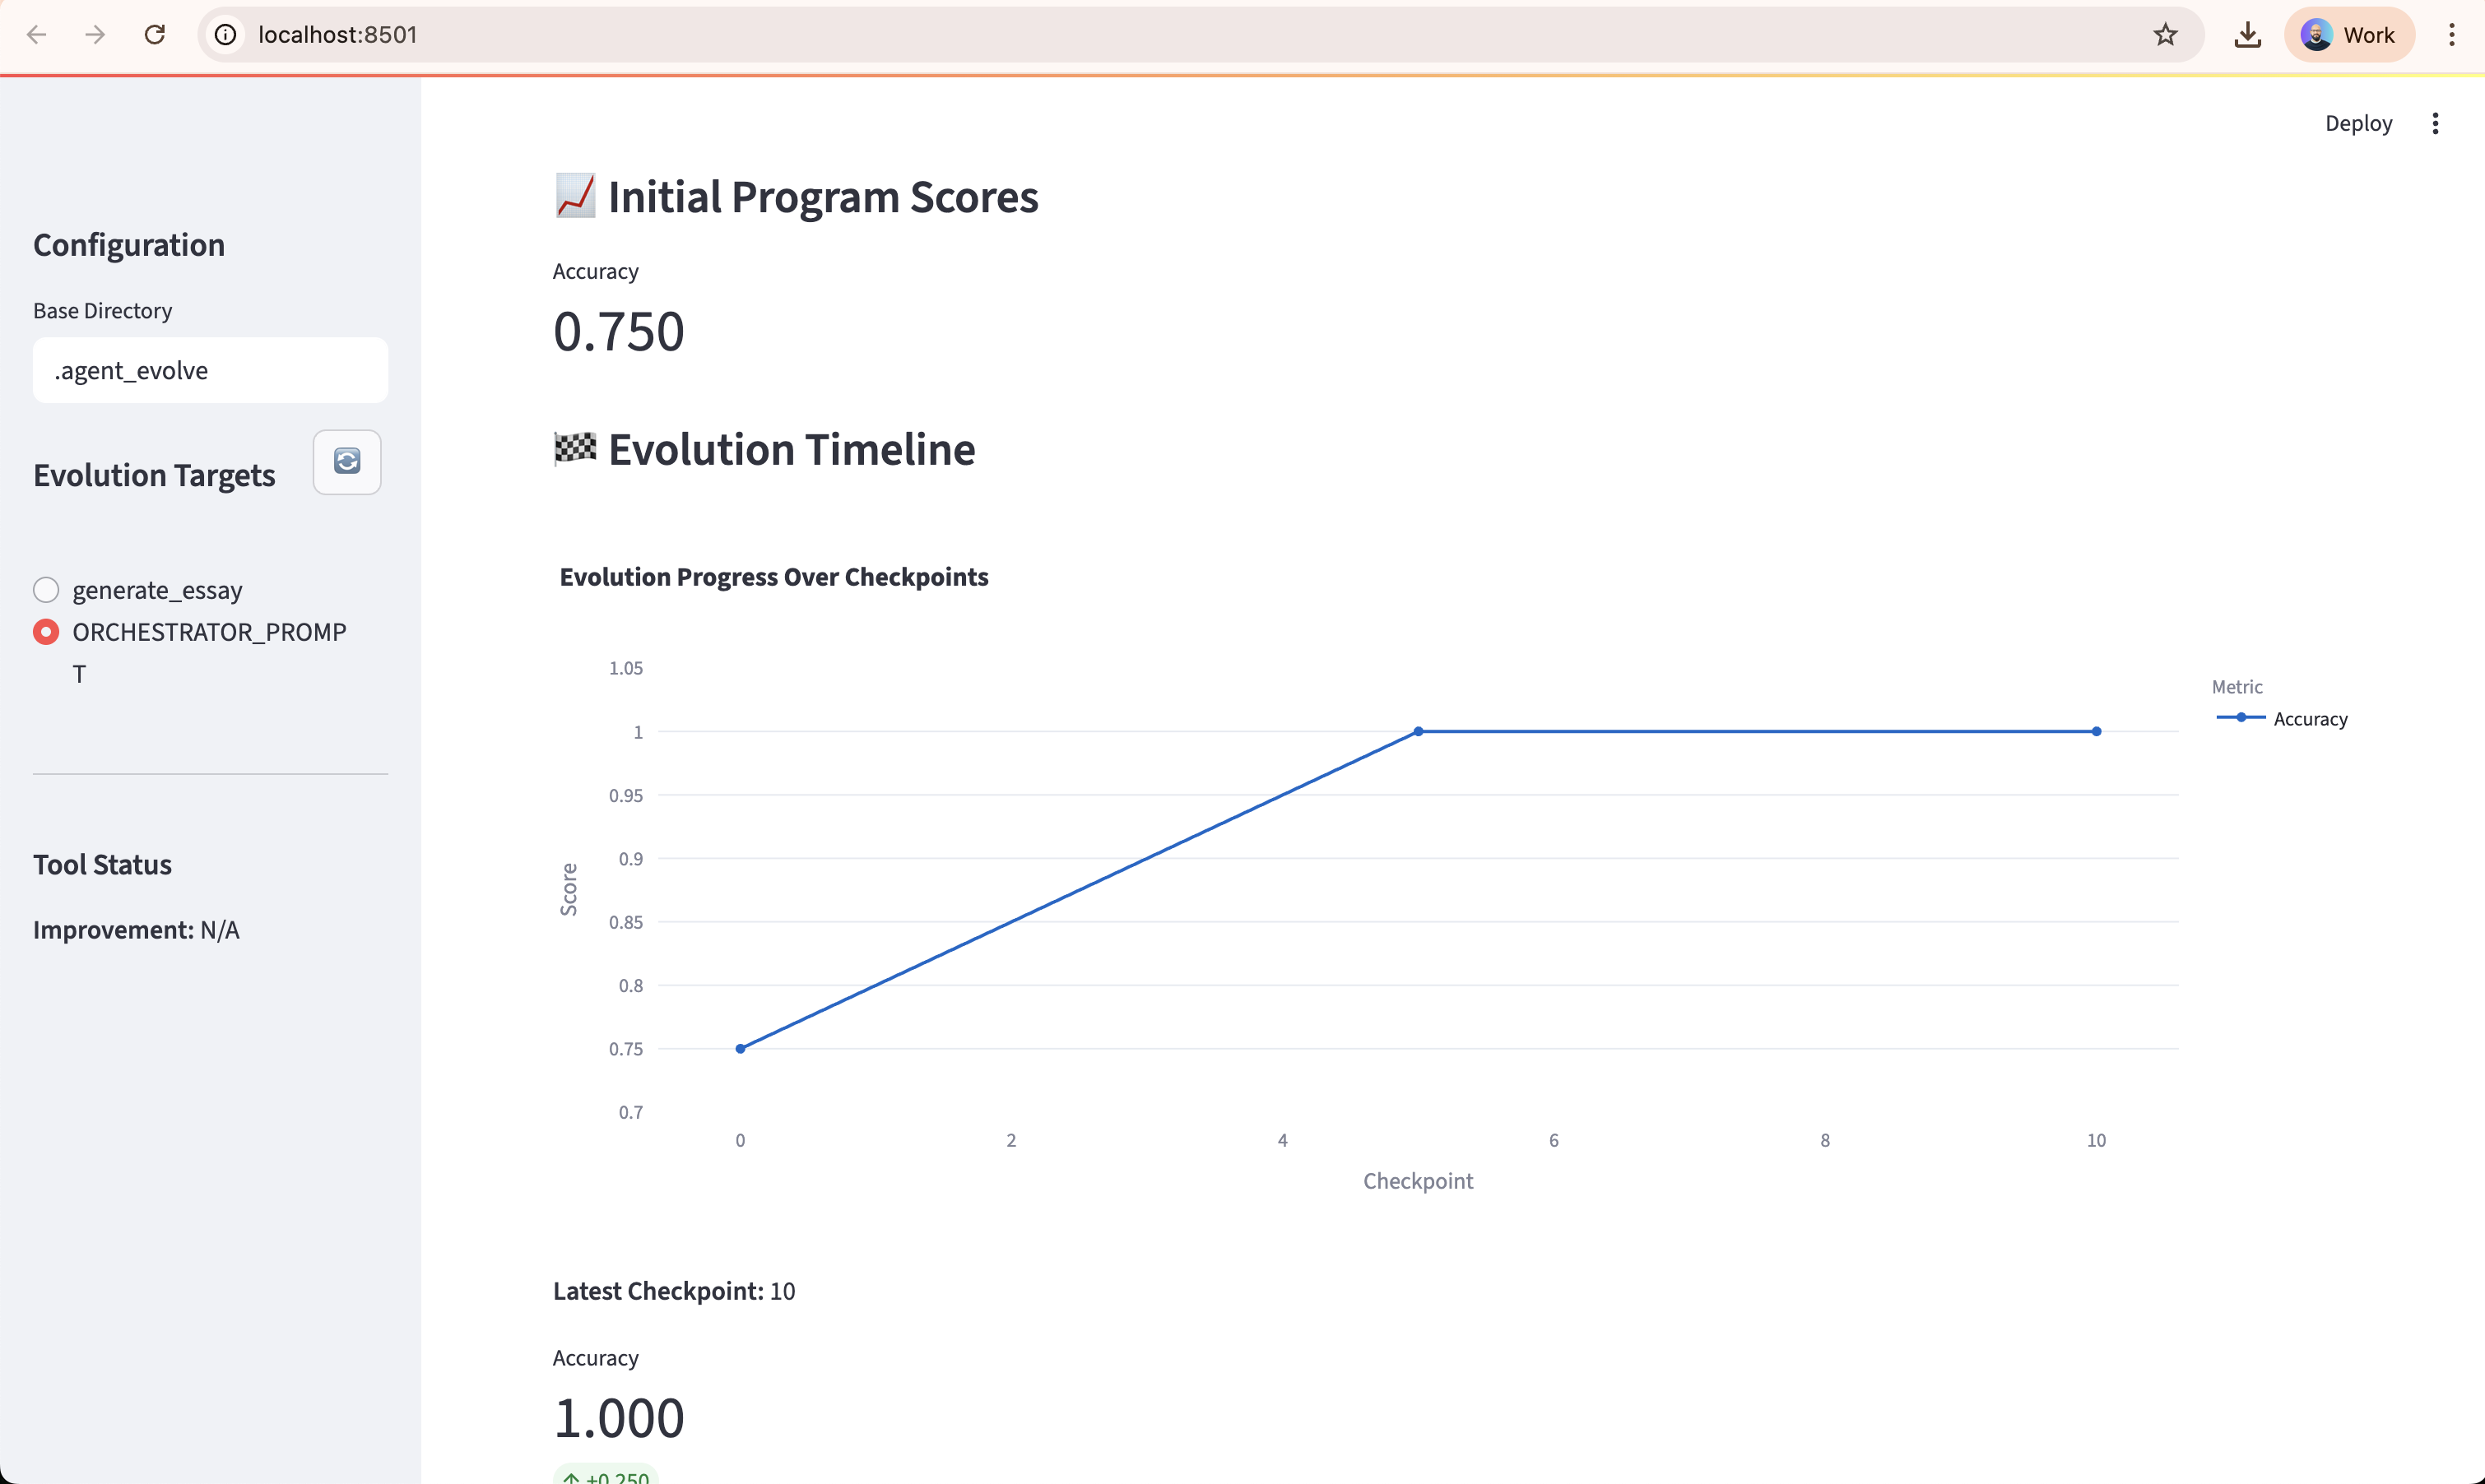 localhost:8501
Work
Deploy
Configuration
Base Directory
.agent_evolve
Evolution Targets
generate_essay
ORCHESTRATOR_PROMP
T
Tool Status
Improvement: N/A
Initial Program Scores
Accuracy
0.750
Evolution Timeline
Evolution Progress Over Checkpoints
1.05
1
0.95
0.9
0.85
0.8
0.75
0.7
Score
0 2 4 6 8 10
Checkpoint
Metric
Accuracy
Latest Checkpoint: 10
Accuracy
1.000
↑ +0.250